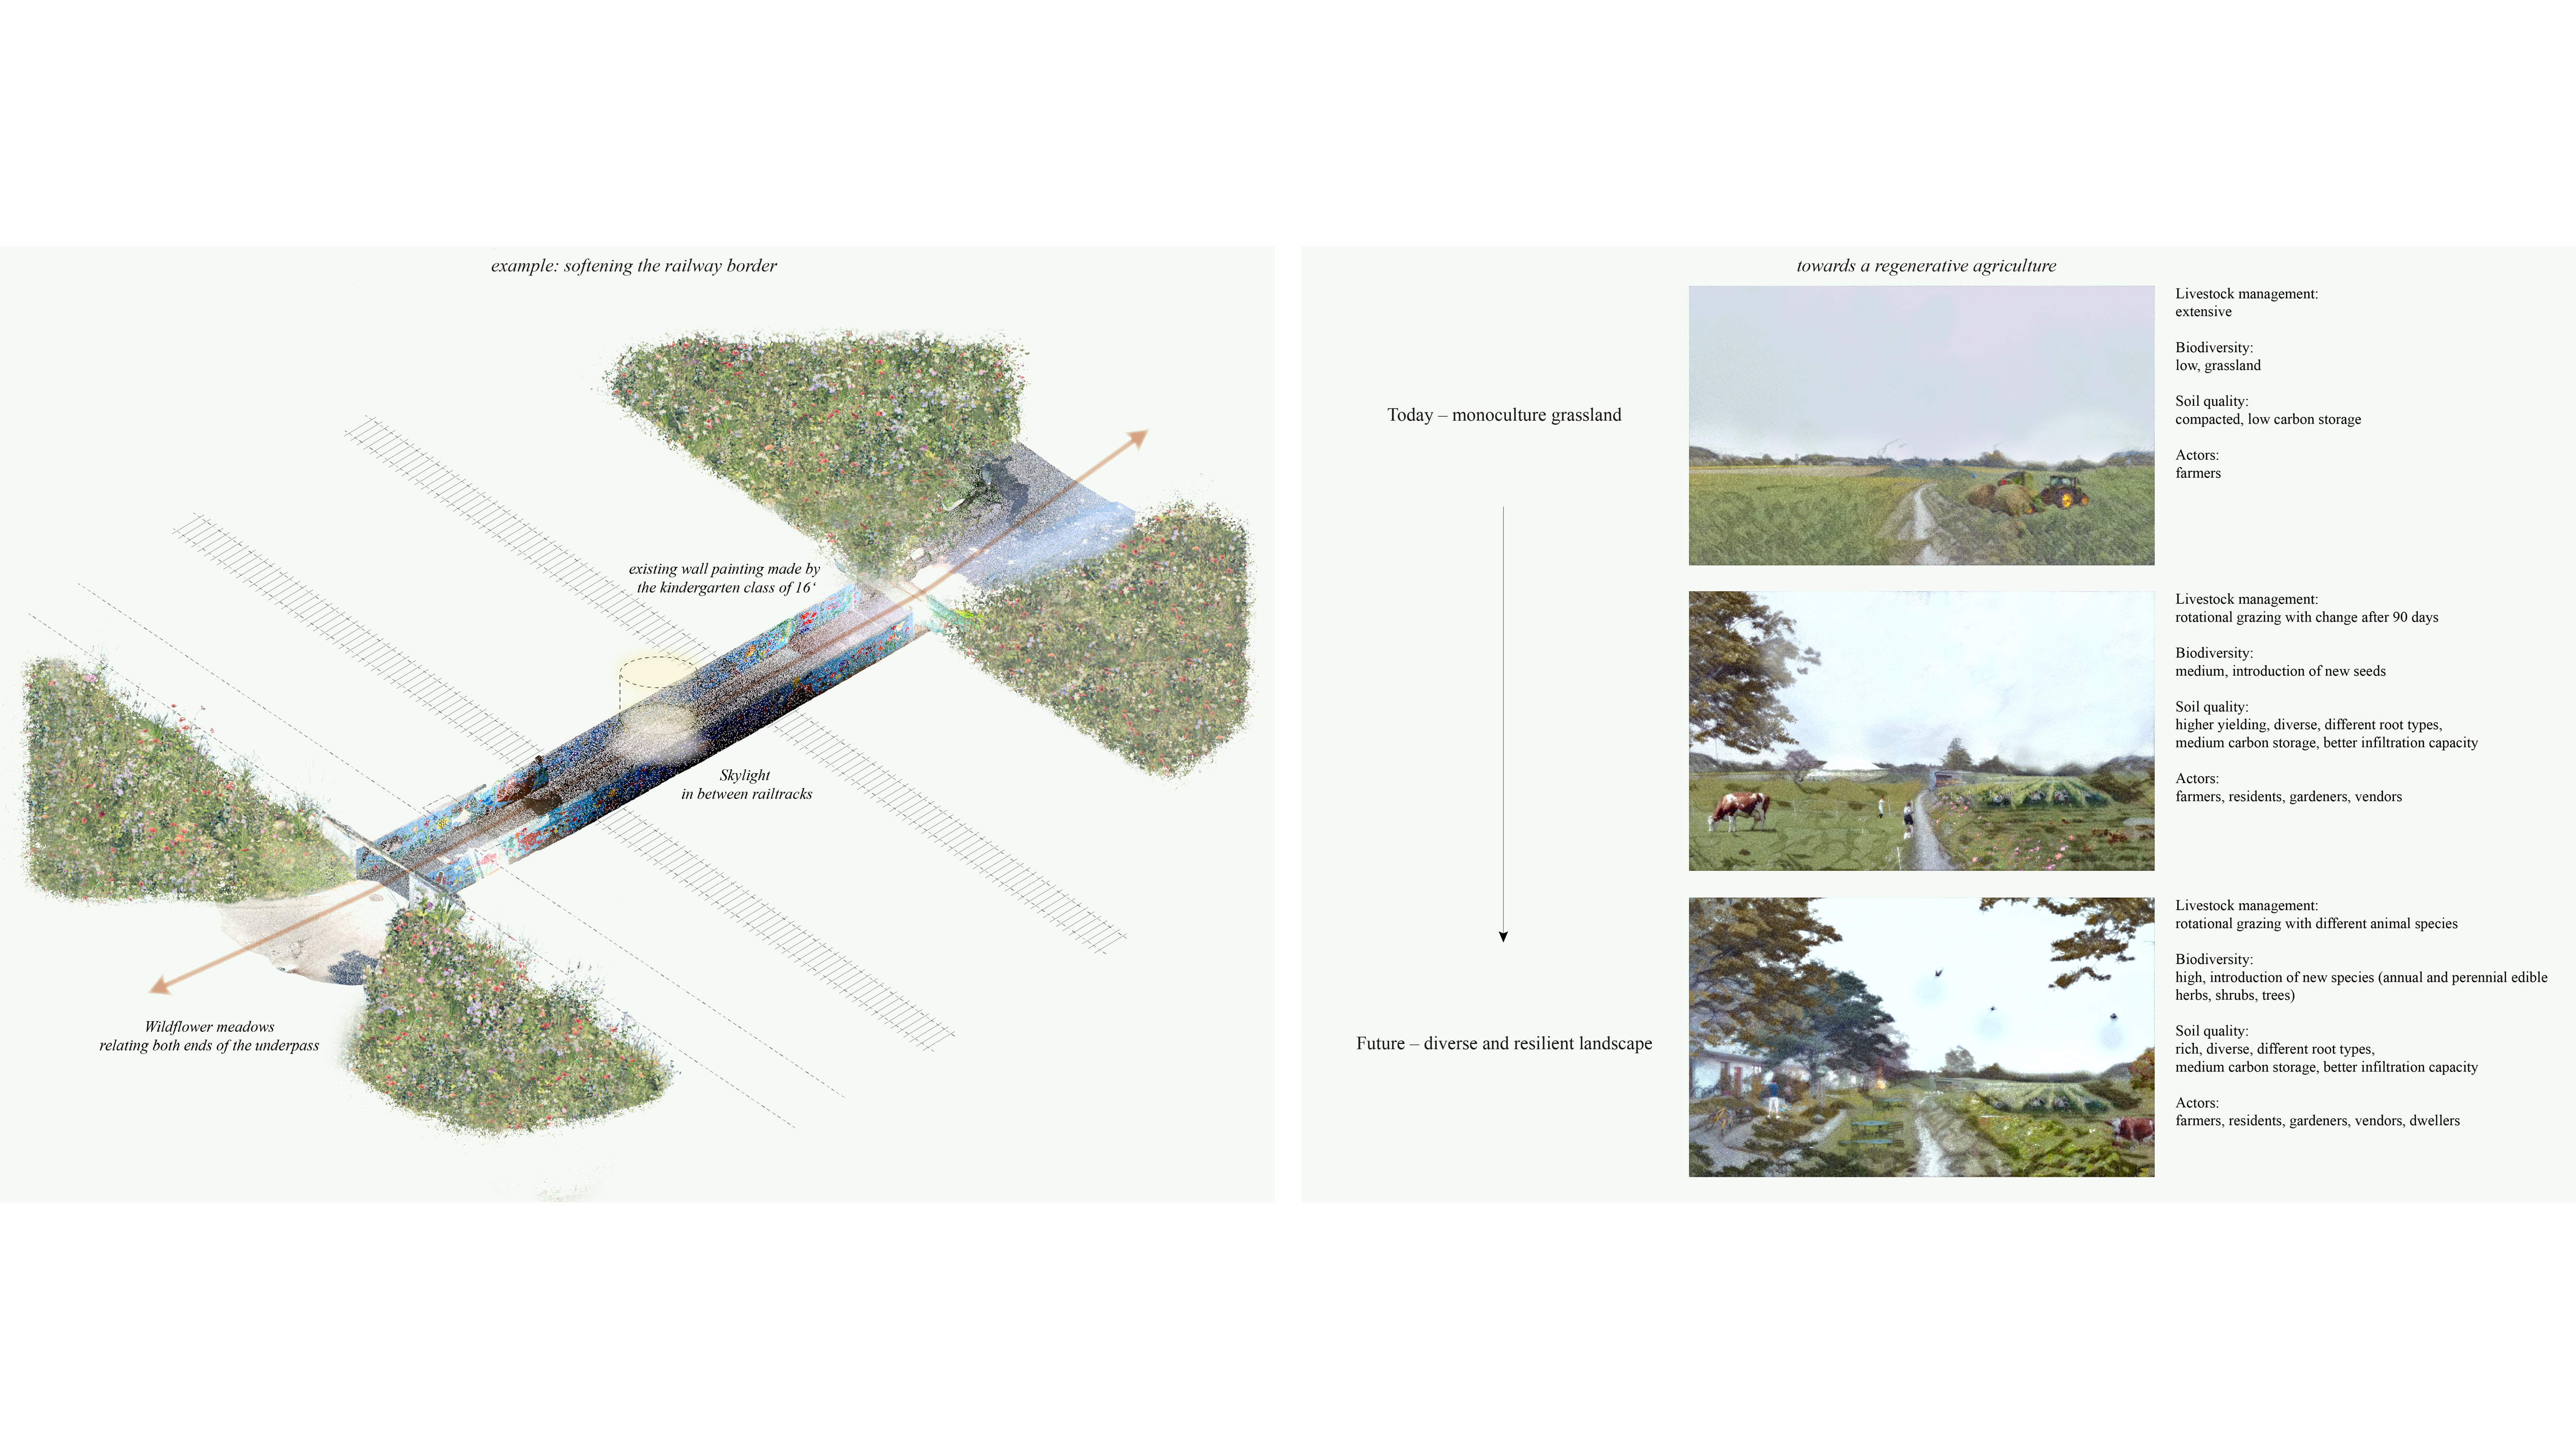 example: softening the railway border
existing wall painting made by
the kindergarten class of 16‘
Skylight
in between railtracks
Wildflower meadows
relating both ends of the underpass
towards a regenerative agriculture
Today – monoculture grassland
Future – diverse and resilient landscape
Livestock management:
extensive
Biodiversity:
low, grassland
Soil quality:
compacted, low carbon storage
Actors:
farmers
Livestock management:
rotational grazing with change after 90 days
Biodiversity:
medium, introduction of new seeds
Soil quality:
higher yielding, diverse, different root types,
medium carbon storage, better infiltration capacity
Actors:
farmers, residents, gardeners, vendors
Livestock management:
rotational grazing with different animal species
Biodiversity:
high, introduction of new species (annual and perennial edible
herbs, shrubs, trees)
Soil quality:
rich, diverse, different root types,
medium carbon storage, better infiltration capacity
Actors:
farmers, residents, gardeners, vendors, dwellers